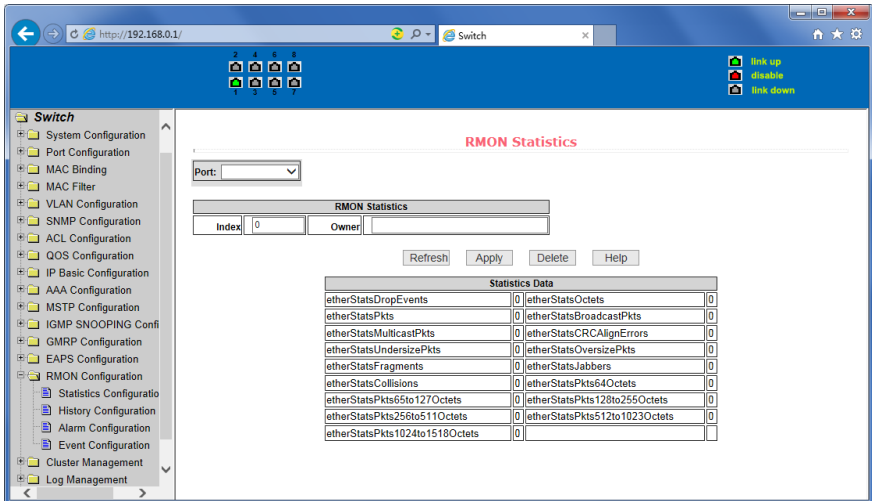 http://192.168.0.1/
Switch
2 4 6 8
1 3 5 7
link up
disable
link down
Switch
System Configuration
Port Configuration
MAC Binding
MAC Filter
VLAN Configuration
SNMP Configuration
ACL Configuration
QOS Configuration
IP Basic Configuration
AAA Configuration
MSTP Configuration
IGMP SNOOPING Confi
GMRP Configuration
EAPS Configuration
RMON Configuration
Statistics Configuratio
History Configuration
Alarm Configuration
Event Configuration
Cluster Management
Log Management
RMON Statistics
Port:
RMON Statistics
Index 0 Owner
Refresh Apply Delete Help
Statistics Data
etherStatsDropEvents 0 etherStatsOctets 0
etherStatsPkts 0 etherStatsBroadcastPkts 0
etherStatsMulticastPkts 0 etherStatsCRCAlignErrors 0
etherStatsUndersizePkts 0 etherStatsOversizePkts 0
etherStatsFragments 0 etherStatsJabbers 0
etherStatsCollisions 0 etherStatsPkts64Octets 0
etherStatsPkts65to127Octets 0 etherStatsPkts128to255Octets 0
etherStatsPkts256to511Octets 0 etherStatsPkts512to1023Octets 0
etherStatsPkts1024to1518Octets 0